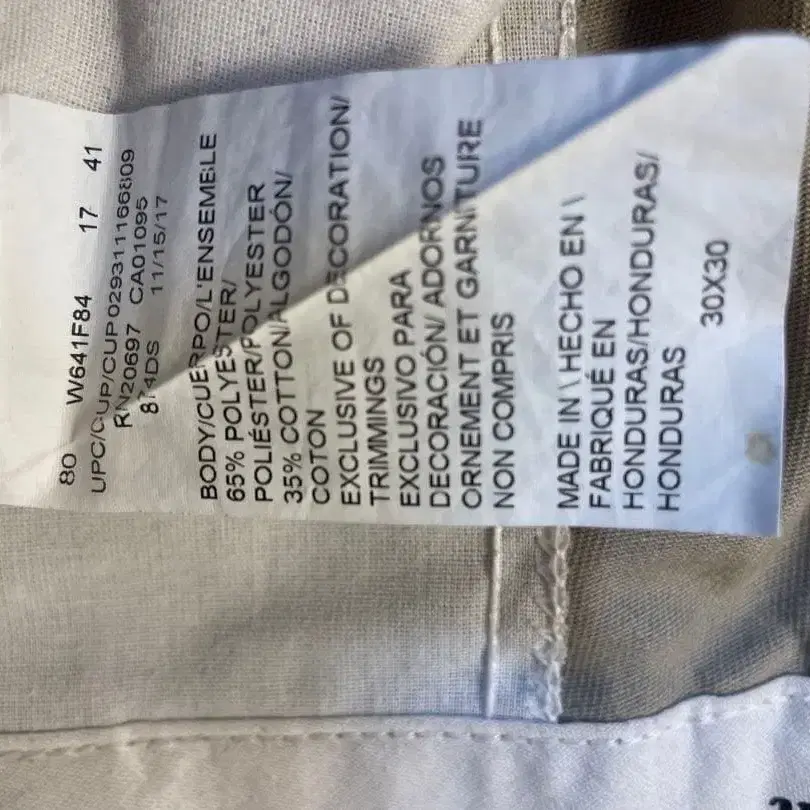 80 W641F84 17 41
UPC/CUP/CUP029311166809
RN20697 CA01095
874DS 11/15/17
BODY/CUERPO/L'ENSEMBLE
65% POLYESTER/
POLIÉSTER/POLYESTER
35% COTTON/ALGODÓN/
COTON
EXCLUSIVE OF DECORATION/
TRIMMINGS
EXCLUSIVO PARA
DECORACIÓN/ ADORNOS
ORNEMENT ET GARNITURE
NON COMPRIS
MADE IN \ HECHO EN \
FABRIQUÉ EN
HONDURAS/HONDURAS/
HONDURAS
30X30